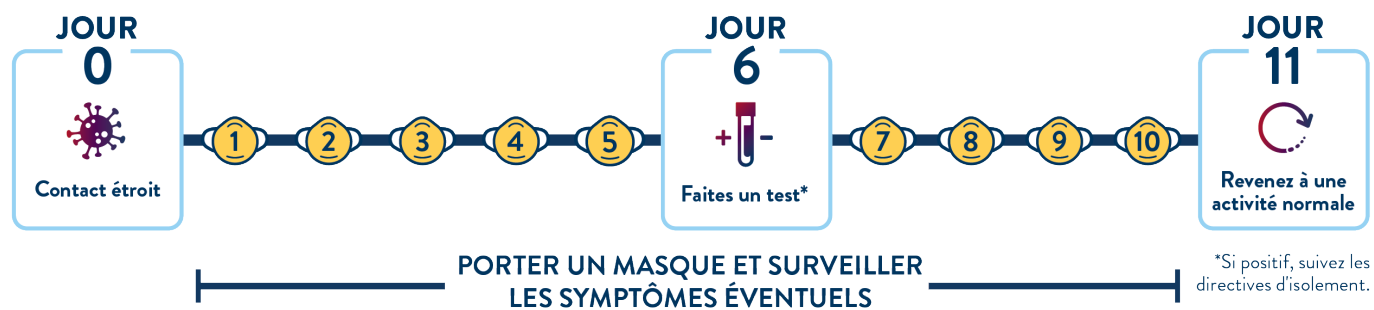 JOUR
0
Contact étroit
1
2
3
4
5
JOUR
6
+ -
Faites un test*
7
8
9
10
JOUR
11
Revenez à une
activité normale
PORTER UN MASQUE ET SURVEILLER
LES SYMPTÔMES ÉVENTUELS
*Si positif, suivez les
directives d'isolement.